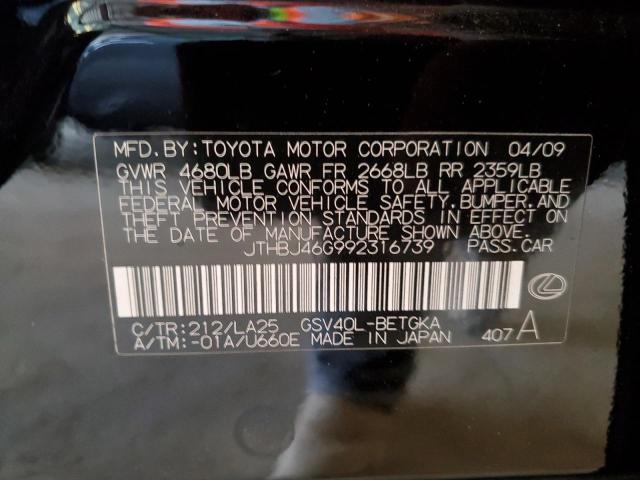 MFD.BY:TOYOTA MOTOR CORPORATION 04/09
GVWR 4680LB GAWR FR 2668LB RR 2359LB
THIS VEHICLE CONFORMS TO ALL APPLICABLE
FEDERAL MOTOR VEHICLE SAFETY,BUMPER,AND
THEFT PREVENTION STANDARDS IN EFFECT ON
THE DATE OF MANUFACTURE SHOWN ABOVE.
JTHBJ46G992316739 PASS.CAR
C/TR:212/LA25 GSV40L-BETGKA
A/TM:-01A/U660E MADE IN JAPAN 407A